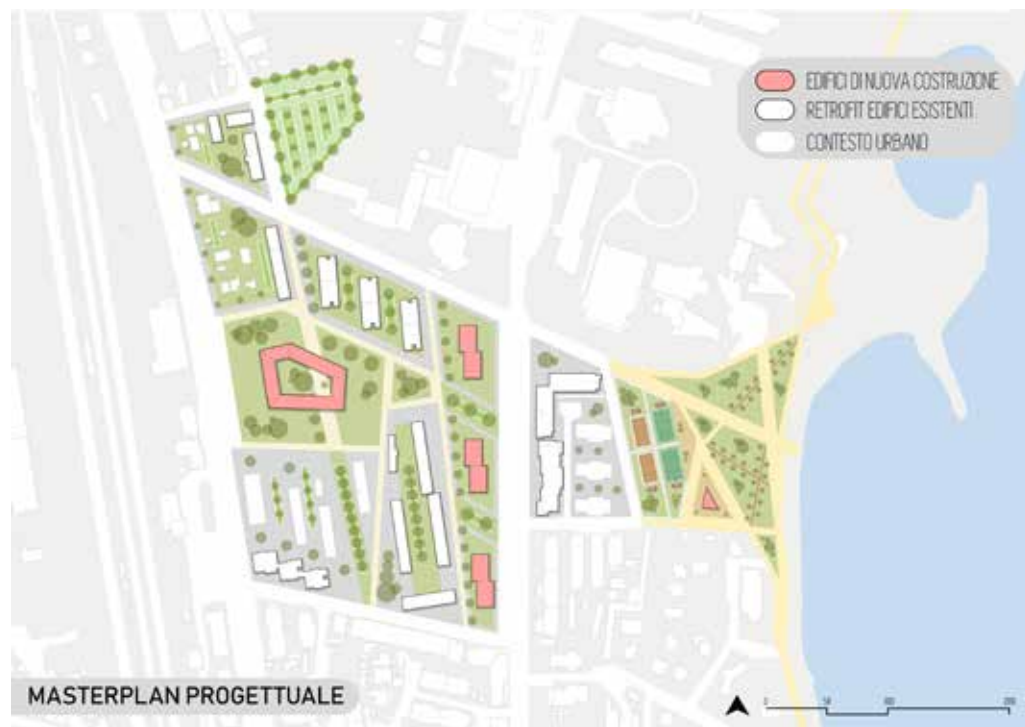 EDIFICI DI NUOVA COSTRUZIONE
RETROFIT EDIFICI ESISTENTI
CONTESTO URBANO
MASTERPLAN PROGETTUALE